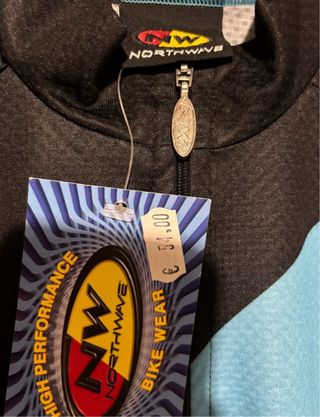 NW
NORTHWAVE
€ 54,00
HIGH PERFORMANCE
NW
NORTHWAVE
BIKE WEAR